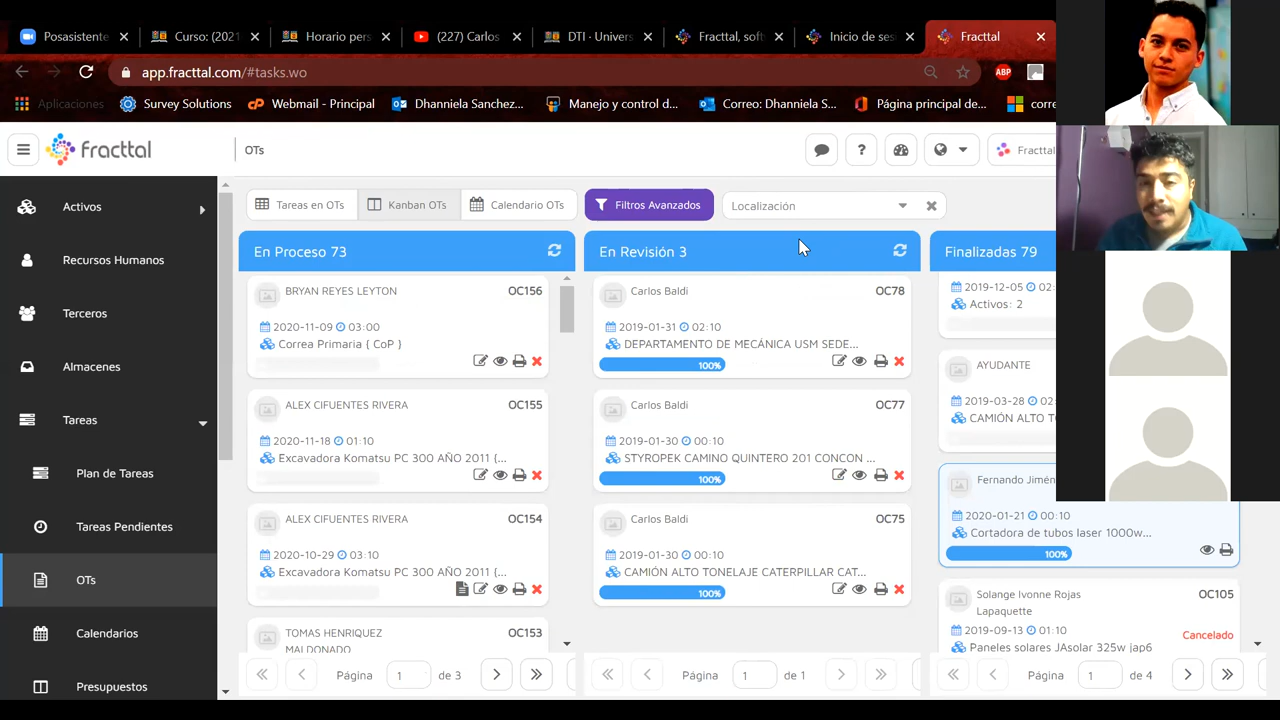 Posasistente
Curso: (2021
Horario pers
(227) Carlos
DTI · Univers
Fracttal, soft
Inicio de ses
Fracttal
app.fracttal.com/#tasks.wo
ABP
Aplicaciones
Survey Solutions
Webmail - Principal
Dhanniela Sanchez...
Manejo y control d...
Correo: Dhanniela S...
Página principal de...
corre
fracttal
OTs
?
Fracttal
Activos
Recursos Humanos
Terceros
Almacenes
Tareas
Plan de Tareas
Tareas Pendientes
OTs
Calendarios
Presupuestos
Tareas en OTs
Kanban OTs
Calendario OTs
Filtros Avanzados
Localización
En Proceso 73
BRYAN REYES LEYTON OC156
2020-11-09 03:00
Correa Primaria { CoP }
ALEX CIFUENTES RIVERA OC155
2020-11-18 01:10
Excavadora Komatsu PC 300 AÑO 2011 {...
ALEX CIFUENTES RIVERA OC154
2020-10-29 03:10
Excavadora Komatsu PC 300 AÑO 2011 {...
TOMAS HENRIQUEZ OC153
MALDONADO
Página 1 de 3
En Revisión 3
Carlos Baldi OC78
2019-01-31 02:10
DEPARTAMENTO DE MECÁNICA USM SEDE...
100%
Carlos Baldi OC77
2019-01-30 00:10
STYROPEK CAMINO QUINTERO 201 CONCON ...
100%
Carlos Baldi OC75
2019-01-30 00:10
CAMIÓN ALTO TONELAJE CATERPILLAR CAT...
100%
Página 1 de 1
Finalizadas 79
2019-12-05 02:
Activos: 2
AYUDANTE
2019-03-28 02:
CAMIÓN ALTO T
Fernando Jimén
2020-01-21 00:10
Cortadora de tubos laser 1000w...
100%
Solange Ivonne Rojas OC105
Lapaquette
2019-09-13 01:10 Cancelado
Paneles solares JAsolar 325w jap6
Página 1 de 4